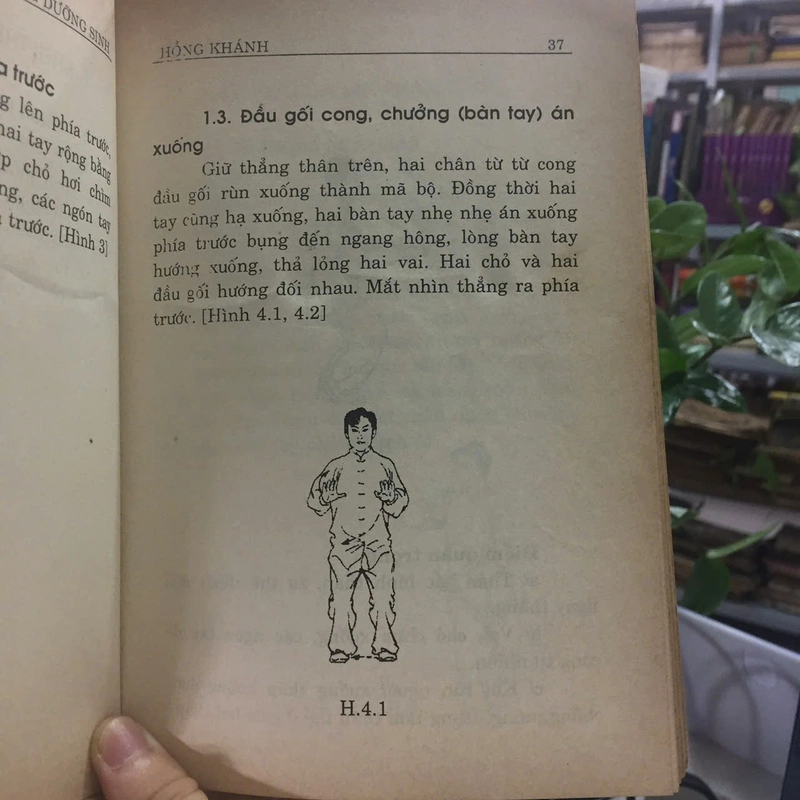 DƯỠNG SINH
a trước
g lên phía trước,
hai tay rộng bằng
p chỏ hơi chìm
ng, các ngón tay
trước. [Hình 3]
HỒNG KHÁNH 37
1.3. Đầu gối cong, chưởng (bàn tay) án
xuống
Giữ thẳng thân trên, hai chân từ từ cong
đầu gối rùn xuống thành mã bộ. Đồng thời hai
tay cùng hạ xuống, hai bàn tay nhẹ nhẹ án xuống
phía trước bụng đến ngang hông, lòng bàn tay
hướng xuống, thả lỏng hai vai. Hai chỏ và hai
đầu gối hướng đối nhau. Mắt nhìn thẳng ra phía
trước. [Hình 4.1, 4.2]
H.4.1